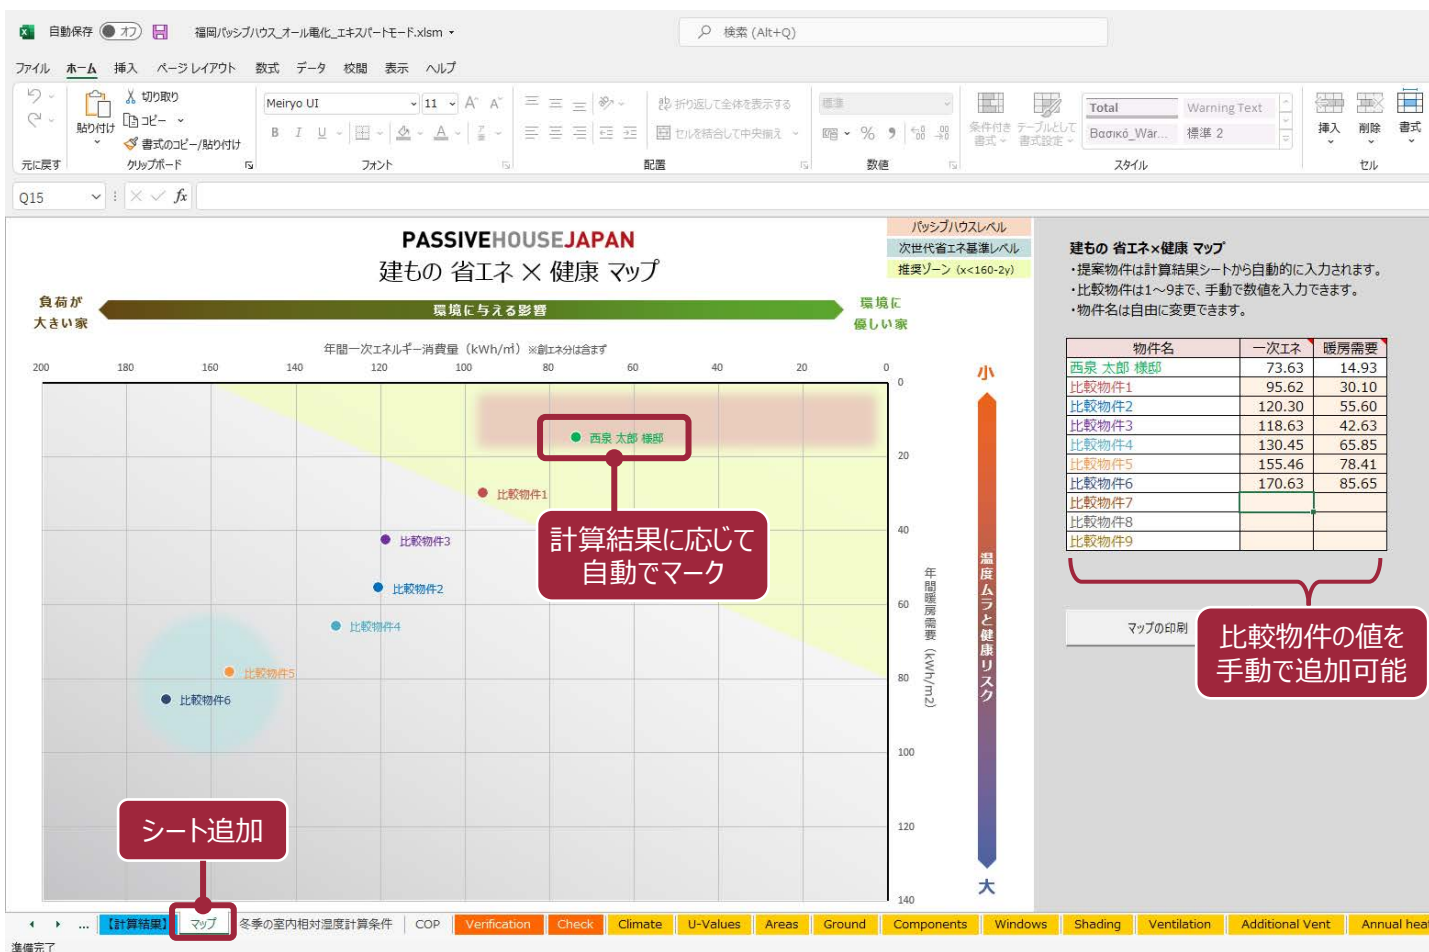 自動保存 オフ 福岡パッシブハウス_オール電化_エキスパートモード.xlsm 検索 (Alt+Q)
ファイル ホーム 挿入 ページ レイアウト 数式 データ 校閲 表示 ヘルプ
切り取り
コピー
書式のコピー/貼り付け
貼り付け
元に戻す クリップボード
Meiryo UI 11 A A
B I U A
フォント
折り返して全体を表示する
セルを結合して中央揃え
配置
標準
数値
条件付き書式
テーブルとして書式設定
Total Warning Text
Βασικό_War... 標準 2
スタイル
挿入 削除 書式
セル
Q15 fx
PASSIVEHOUSEJAPAN
建もの 省エネ × 健康 マップ
パッシブハウスレベル
次世代省エネ基準レベル
推奨ゾーン (x<160-2y)
負荷が
大きい家
環境に与える影響
環境に
優しい家
年間一次エネルギー消費量 (kWh/㎡) ※創エネ分は含まず
200 180 160 140 120 100 80 60 40 20 0
0
20
40
60
80
100
120
140
小
温度ムラと健康リスク
大
年間暖房需要 (kWh/m2)
西泉 太郎 様邸
比較物件1
比較物件3
比較物件2
比較物件4
比較物件5
比較物件6
計算結果に応じて
自動でマーク
建もの 省エネ×健康 マップ
・提案物件は計算結果シートから自動的に入力されます。
・比較物件は1～9まで、手動で数値を入力できます。
・物件名は自由に変更できます。
物件名 一次エネ 暖房需要
西泉 太郎 様邸 73.63 14.93
比較物件1 95.62 30.10
比較物件2 120.30 55.60
比較物件3 118.63 42.63
比較物件4 130.45 65.85
比較物件5 155.46 78.41
比較物件6 170.63 85.65
比較物件7
比較物件8
比較物件9
マップの印刷
比較物件の値を
手動で追加可能
シート追加
... 【計算結果】 マップ 冬季の室内相対湿度計算条件 COP Verification Check Climate U-Values Areas Ground Components Windows Shading Ventilation Additional Vent Annual heat
準備完了